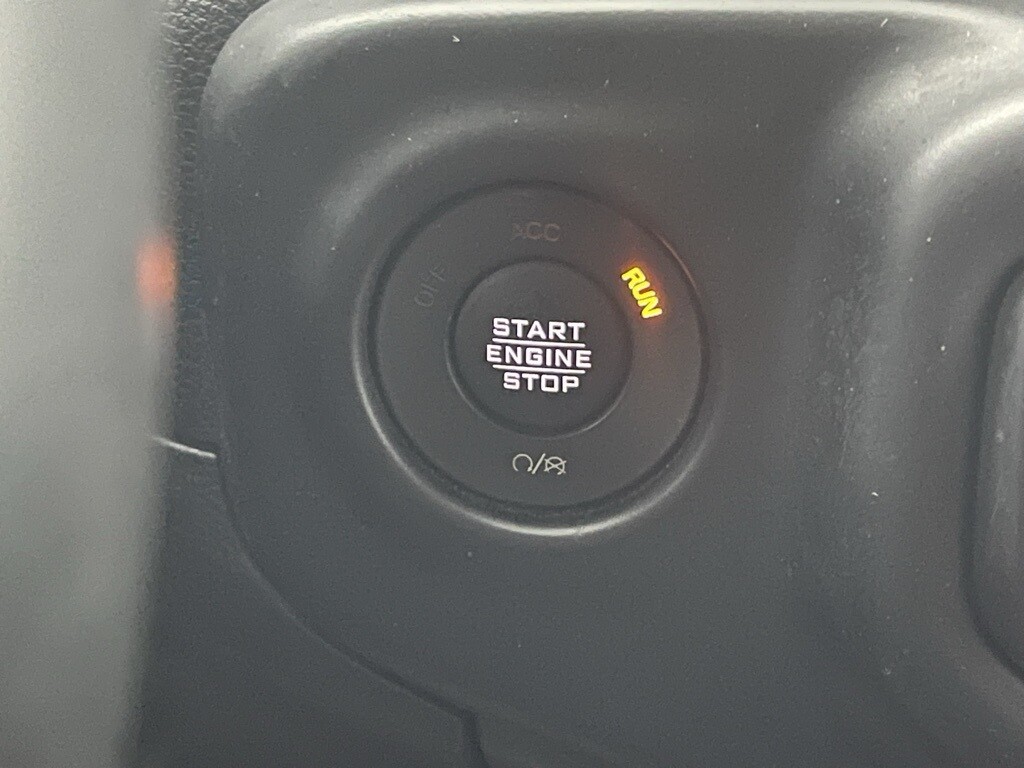 ACC
OFF
RUN
START
ENGINE
STOP